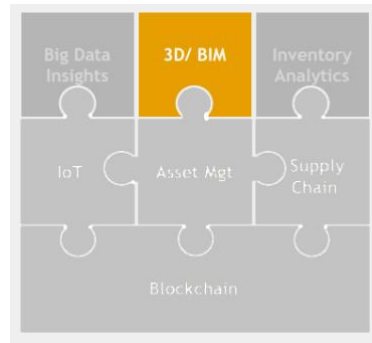 Big Data
Insights
3D/ BIM
Inventory
Analytics
IoT
Asset Mgt
Supply
Chain
Blockchain